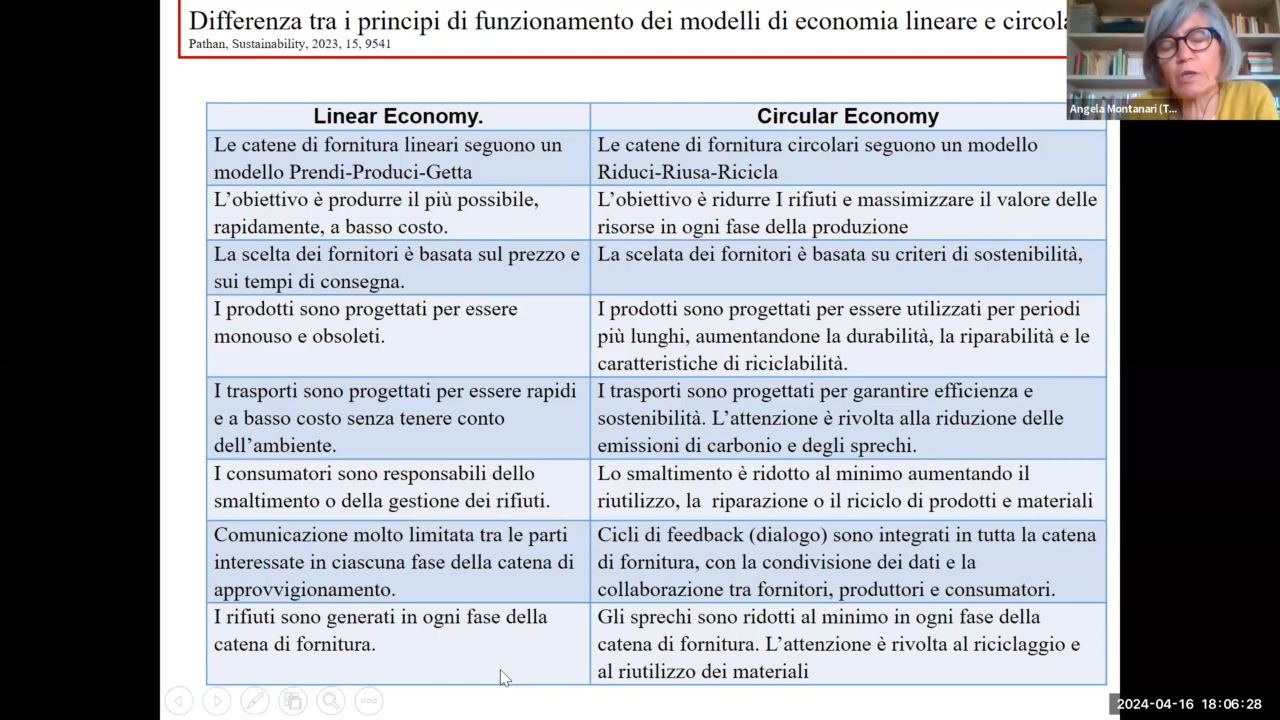 Differenza tra i principi di funzionamento dei modelli di economia lineare e circola
Pathan, Sustainability, 2023, 15, 9541
Angela Montanari (T...
Linear Economy.
Circular Economy
Le catene di fornitura lineari seguono un
modello Prendi-Produci-Getta
Le catene di fornitura circolari seguono un modello
Riduci-Riusa-Ricicla
L'obiettivo è produrre il più possibile,
rapidamente, a basso costo.
L'obiettivo è ridurre I rifiuti e massimizzare il valore delle
risorse in ogni fase della produzione
La scelta dei fornitori è basata sul prezzo e
sui tempi di consegna.
La scelata dei fornitori è basata su criteri di sostenibilità,
I prodotti sono progettati per essere
monouso e obsoleti.
I prodotti sono progettati per essere utilizzati per periodi
più lunghi, aumentandone la durabilità, la riparabilità e le
caratteristiche di riciclabilità.
I trasporti sono progettati per essere rapidi
e a basso costo senza tenere conto
dell'ambiente.
I trasporti sono progettati per garantire efficienza e
sostenibilità. L'attenzione è rivolta alla riduzione delle
emissioni di carbonio e degli sprechi.
I consumatori sono responsabili dello
smaltimento o della gestione dei rifiuti.
Lo smaltimento è ridotto al minimo aumentando il
riutilizzo, la  riparazione o il riciclo di prodotti e materiali
Comunicazione molto limitata tra le parti
interessate in ciascuna fase della catena di
approvvigionamento.
Cicli di feedback (dialogo) sono integrati in tutta la catena
di fornitura, con la condivisione dei dati e la
collaborazione tra fornitori, produttori e consumatori.
I rifiuti sono generati in ogni fase della
catena di fornitura.
Gli sprechi sono ridotti al minimo in ogni fase della
catena di fornitura. L'attenzione è rivolta al riciclaggio e
al riutilizzo dei materiali
2024-04-16 18:06:28